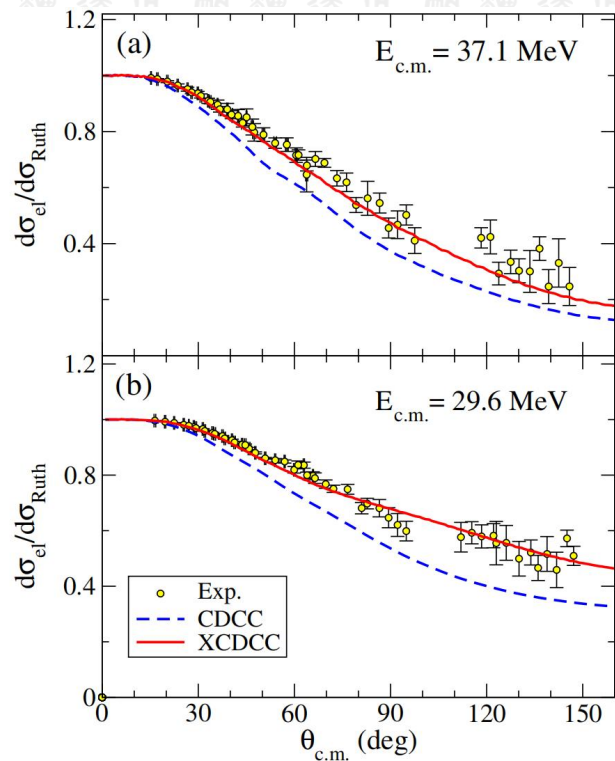 1.2
(a)
E_c.m. = 37.1 MeV
dσ_el/dσ_Ruth
0.8
0.4
(b)
E_c.m. = 29.6 MeV
1.2
dσ_el/dσ_Ruth
0.8
0.4
Exp.
CDCC
XCDCC
0
0 30 60 90 120 150
θ_c.m. (deg)